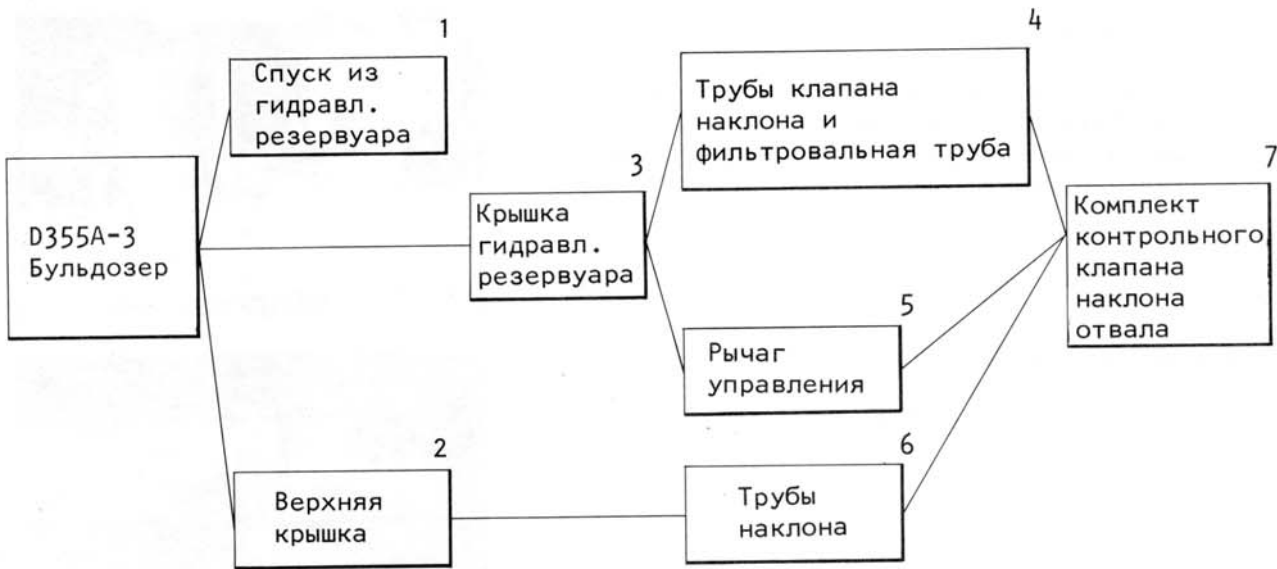 1
Спуск из
гидравл.
резервуара
D355A-3
Бульдозер
2
Верхняя
крышка
3
Крышка
гидравл.
резервуара
4
Трубы клапана
наклона и
фильтровальная труба
5
Рычаг
управления
6
Трубы
наклона
7
Комплект
контрольного
клапана
наклона
отвала